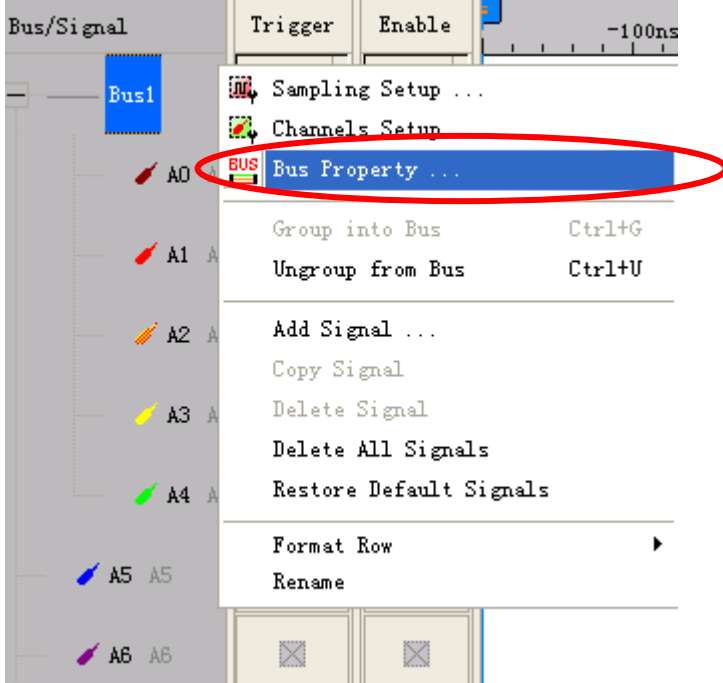 Bus/Signal Trigger Enable -100ns
Bus1
Sampling Setup ...
Channels Setup
A0
BUS Bus Property ...
Group into Bus Ctrl+G
A1 A
Ungroup from Bus Ctrl+U
A2 A
Add Signal ...
Copy Signal
A3 A
Delete Signal
Delete All Signals
A4 A
Restore Default Signals
Format Row
A5 A5
Rename
A6 A6